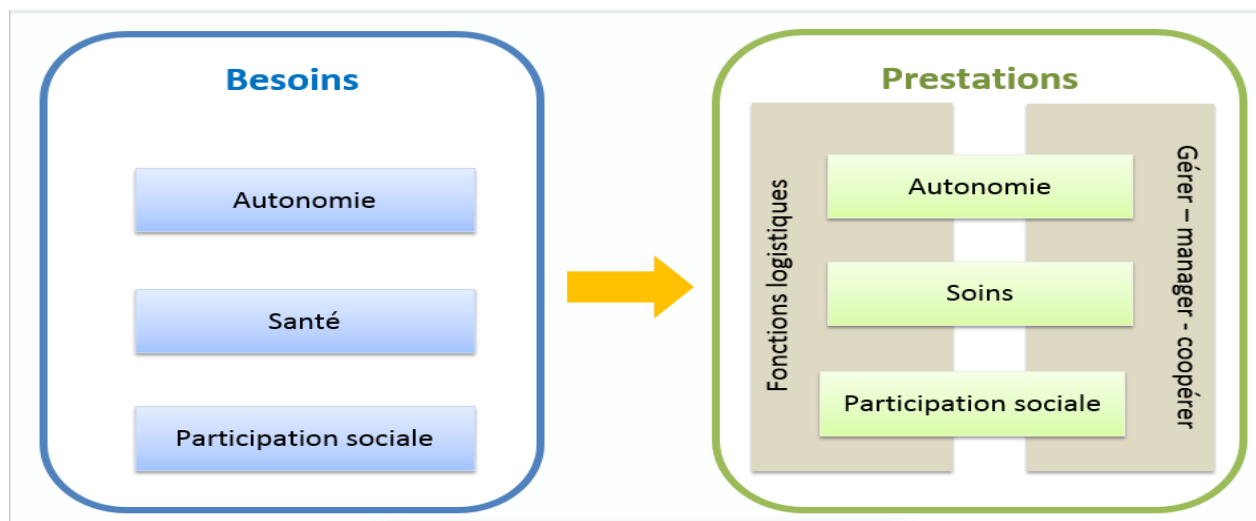 Besoins
Autonomie
Santé
Participation sociale
Prestations
Fonctions logistiques
Autonomie
Soins
Participation sociale
Gérer – manager - coopérer